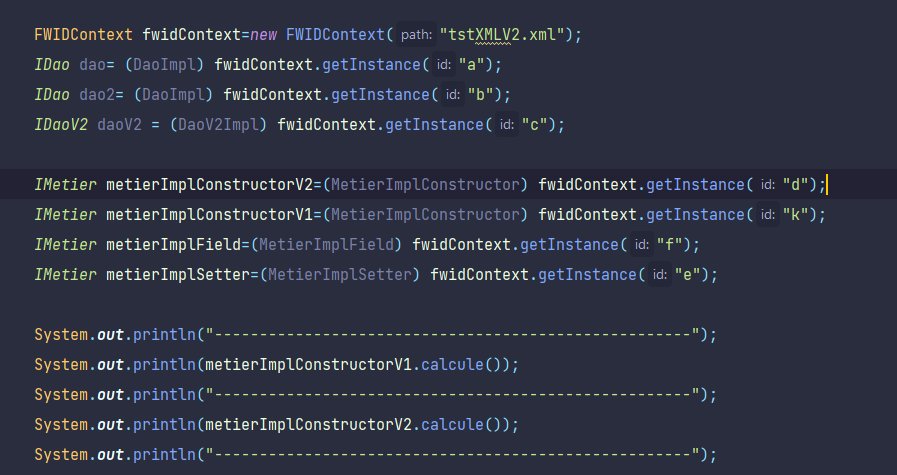 FWIDContext fwidContext=new FWIDContext( path: "tstXMLV2.xml");
IDao dao= (DaoImpl) fwidContext.getInstance( id: "a");
IDao dao2= (DaoImpl) fwidContext.getInstance( id: "b");
IDaoV2 daoV2 = (DaoV2Impl) fwidContext.getInstance( id: "c");
IMetier metierImplConstructorV2=(MetierImplConstructor) fwidContext.getInstance( id: "d");
IMetier metierImplConstructorV1=(MetierImplConstructor) fwidContext.getInstance( id: "k");
IMetier metierImplField=(MetierImplField) fwidContext.getInstance( id: "f");
IMetier metierImplSetter=(MetierImplSetter) fwidContext.getInstance( id: "e");
System.out.println("-----------------------------------------------------");
System.out.println(metierImplConstructorV1.calcule());
System.out.println("-----------------------------------------------------");
System.out.println(metierImplConstructorV2.calcule());
System.out.println("-----------------------------------------------------");